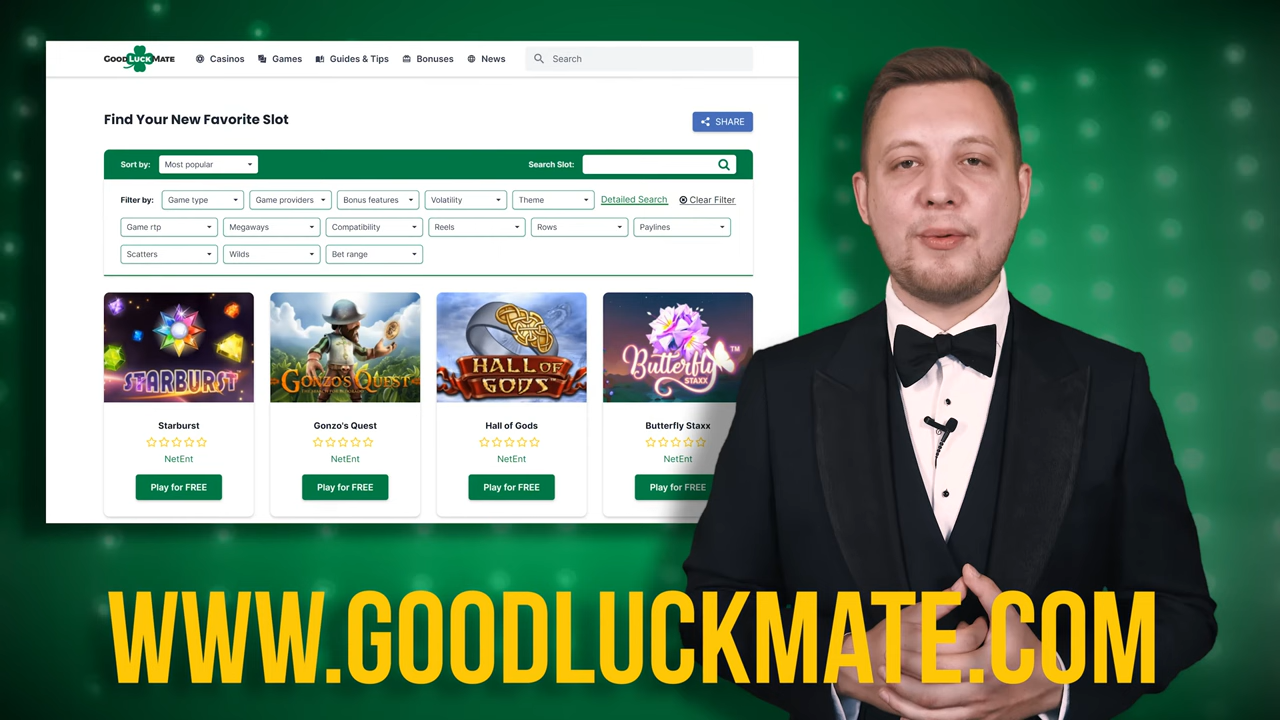 GOOD LUCK MATE
Casinos Games Guides & Tips Bonuses News Search
Find Your New Favorite Slot
SHARE
Sort by: Most popular Search Slot:
Filter by: Game type Game providers Bonus features Volatility Theme Detailed Search Clear Filter
Game rtp Megaways Compatibility Reels Rows Paylines
Scatters Wilds Bet range
STARBURST
GONZO'S QUEST
HALL OF
GODS
Butterfly™
STAXX
Starburst Gonzo's Quest Hall of Gods Butterfly Staxx
NetEnt NetEnt NetEnt NetEnt
Play for FREE Play for FREE Play for FREE Play for FREE
WWW.GOODLUCKMATE.COM